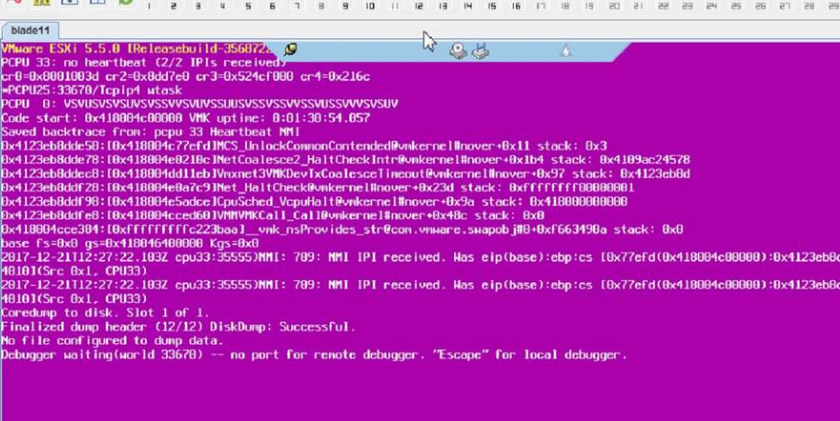 1 2 3 4 5 6 7 8 9 10 11 12 13 14 15 16 17 18 19 20 21 22 23 24 25 26 27 28 29
blade11
VMware ESXi 5.5.0 [Releasebuild-356872
PCPU 33: no heartbeat (2/2 IPIs received)
cr0=0x8001003d cr2=0x8dd7e0 cr3=0x524cf000 cr4=0x216c
*PCPU25:33670/Tcpip4 wtask
PCPU 0: VSVUSVSVSUVSVSSVVSVUVSSUUSVSSVSSVVSSVUSSVVVSVSUV
Code start: 0x418004c00000 VMK uptime: 0:01:30:54.057
Saved backtrace from: pcpu 33 Heartbeat NMI
0x4123eb8dde50:[0x418004c77efd]MCS_UnlockCommonContended@vmkernel#nover+0x11 stack: 0x3
0x4123eb8dde78:[0x418004e0210c]NetCoalesce2_HaltCheckIntr@vmkernel#nover+0x1b4 stack: 0x4109ac24578
0x4123eb8ddec8:[0x418004dd11eb]Vmxnet3VMKDevTxCoalesceTimeout@vmkernel#nover+0x97 stack: 0x4123eb8d
0x4123eb8ddf28:[0x418004e0a7c9]Net_HaltCheck@vmkernel#nover+0x23d stack: 0xffffffff00000001
0x4123eb8ddf98:[0x418004e5adce]CpuSched_VcpuHalt@vmkernel#nover+0x9a stack: 0x418000000000
0x4123eb8ddfe8:[0x418004cced60]VMMVMKCall_Call@vmkernel#nover+0x48c stack: 0x0
0x418004cce384:[0xfffffffffc223baa]__vmk_nsProvides_str@com.vmware.swapobj#0+0xf663490a stack: 0x0
base fs=0x0 gs=0x418046400000 Kgs=0x0
2017-12-21T12:27:22.103Z cpu33:35555)NMI: 709: NMI IPI received. Was eip(base):ebp:cs [0x77efd(0x418004c00000):0x4123eb8d
4010](Src 0x1, CPU33)
2017-12-21T12:27:22.103Z cpu33:35555)NMI: 709: NMI IPI received. Was eip(base):ebp:cs [0x77efd(0x418004c00000):0x4123eb8d
4010](Src 0x1, CPU33)
Coredump to disk. Slot 1 of 1.
Finalized dump header (12/12) DiskDump: Successful.
No file configured to dump data.
Debugger waiting(world 33670) -- no port for remote debugger. "Escape" for local debugger.